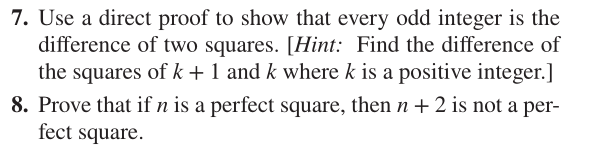 7. Use a direct proof to show that every odd integer is the
difference of two squares. [Hint: Find the difference of
the squares of k + 1 and k where k is a positive integer.]
8. Prove that if n is a perfect square, then n + 2 is not a per-
fect square.